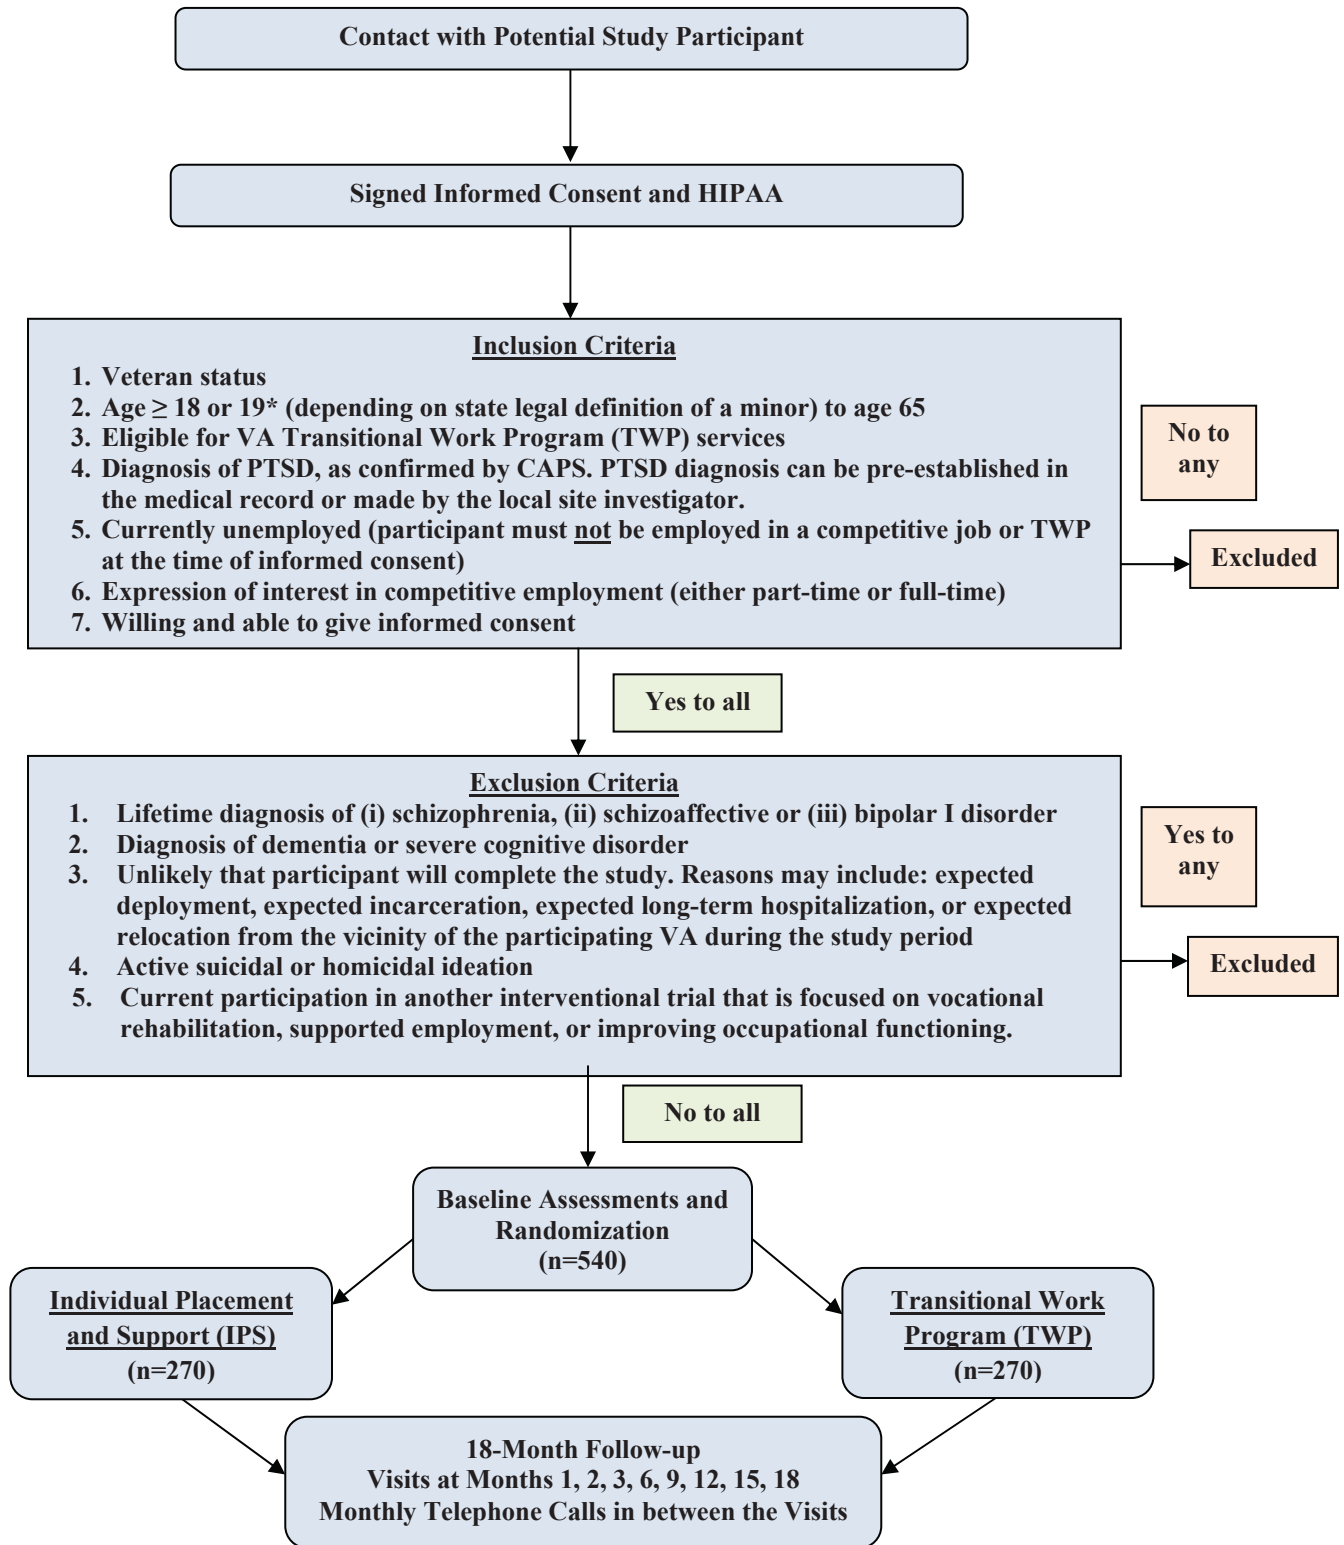 Contact with Potential Study Participant
Signed Informed Consent and HIPAA
Inclusion Criteria
1. Veteran status
2. Age ≥ 18 or 19* (depending on state legal definition of a minor) to age 65
3. Eligible for VA Transitional Work Program (TWP) services
4. Diagnosis of PTSD, as confirmed by CAPS. PTSD diagnosis can be pre-established in
the medical record or made by the local site investigator.
5. Currently unemployed (participant must not be employed in a competitive job or TWP
at the time of informed consent)
6. Expression of interest in competitive employment (either part-time or full-time)
7. Willing and able to give informed consent
No to
any
Excluded
Yes to all
Exclusion Criteria
1. Lifetime diagnosis of (i) schizophrenia, (ii) schizoaffective or (iii) bipolar I disorder
2. Diagnosis of dementia or severe cognitive disorder
3. Unlikely that participant will complete the study. Reasons may include: expected
deployment, expected incarceration, expected long-term hospitalization, or expected
relocation from the vicinity of the participating VA during the study period
4. Active suicidal or homicidal ideation
5. Current participation in another interventional trial that is focused on vocational
rehabilitation, supported employment, or improving occupational functioning.
Yes to
any
Excluded
No to all
Baseline Assessments and
Randomization
(n=540)
Individual Placement
and Support (IPS)
(n=270)
Transitional Work
Program (TWP)
(n=270)
18-Month Follow-up
Visits at Months 1, 2, 3, 6, 9, 12, 15, 18
Monthly Telephone Calls in between the Visits